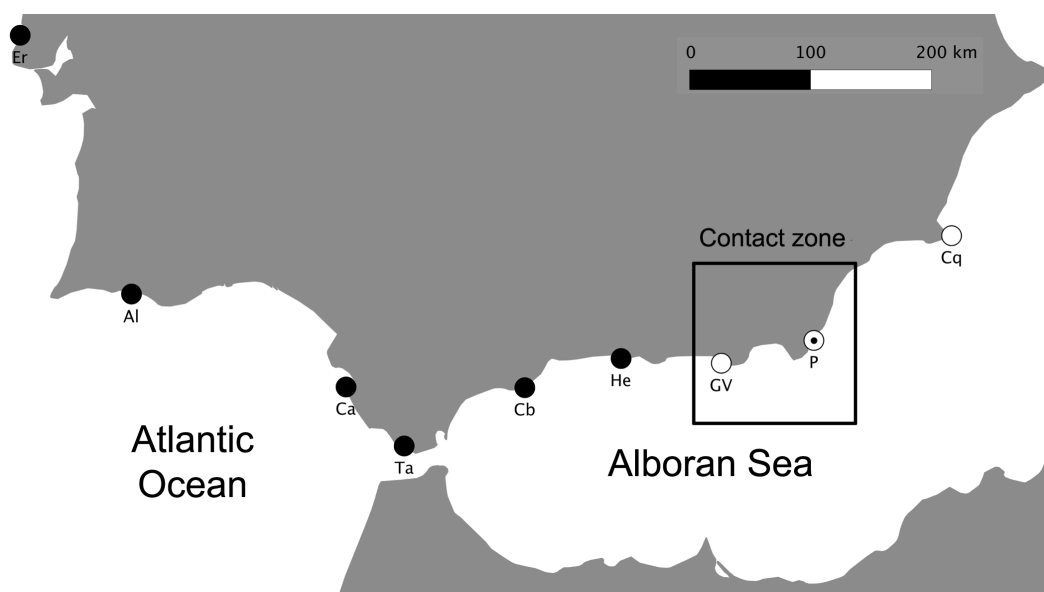 Er
0 100 200 km
Contact zone
Cq
Al
P
He
GV
Ca
Cb
Atlantic
Ocean
Ta
Alboran Sea